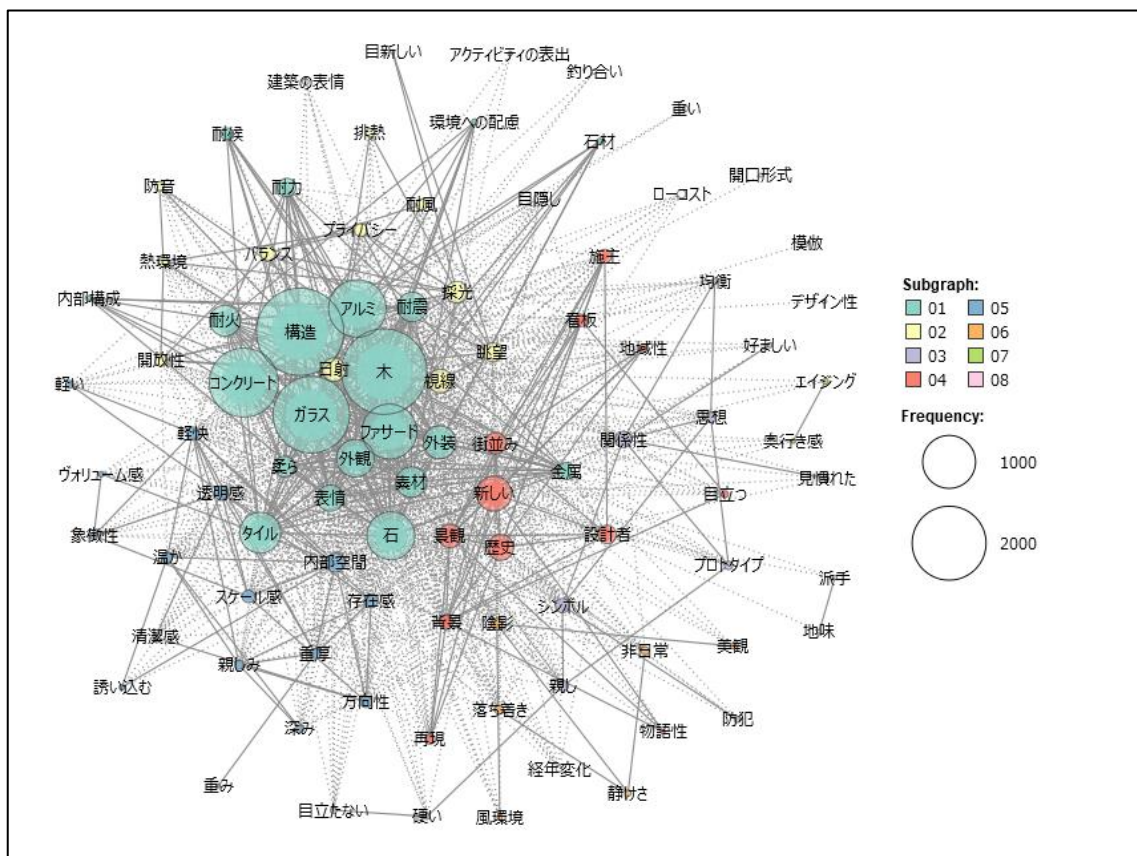 目新しい
アクティビティの表出
釣り合い
建築の表情
重い
耐候
排熱
環境への配慮
石材
開口形式
防音
耐力
耐風
目隠し
ローコスト
プライバシー
模倣
バランス
熱環境
施主
均衡
採光
内部構成
アルミ
耐震
デザイン性
耐火
構造
看板
好ましい
開放性
眺望
地域性
軽い
コンクリート
日射
木
視線
エイジング
ガラス
思想
軽快
ファサード
外装
街並み
関係性
奥行き感
ヴォリューム感
柔ら
外観
金属
見慣れた
透明感
表情
素材
新しい
目立つ
象徴性
タイル
石
景観
歴史
設計者
温か
内部空間
プロトタイプ
派手
スケール感
存在感
シンボル
清潔感
背景
陰影
地味
親しみ
重厚
非日常
美観
誘い込む
方向性
親し
深み
落ち着き
防犯
再現
物語性
重み
経年変化
静けさ
目立たない
硬い
風環境
Subgraph:
01 05
02 06
03 07
04 08
Frequency:
1000
2000